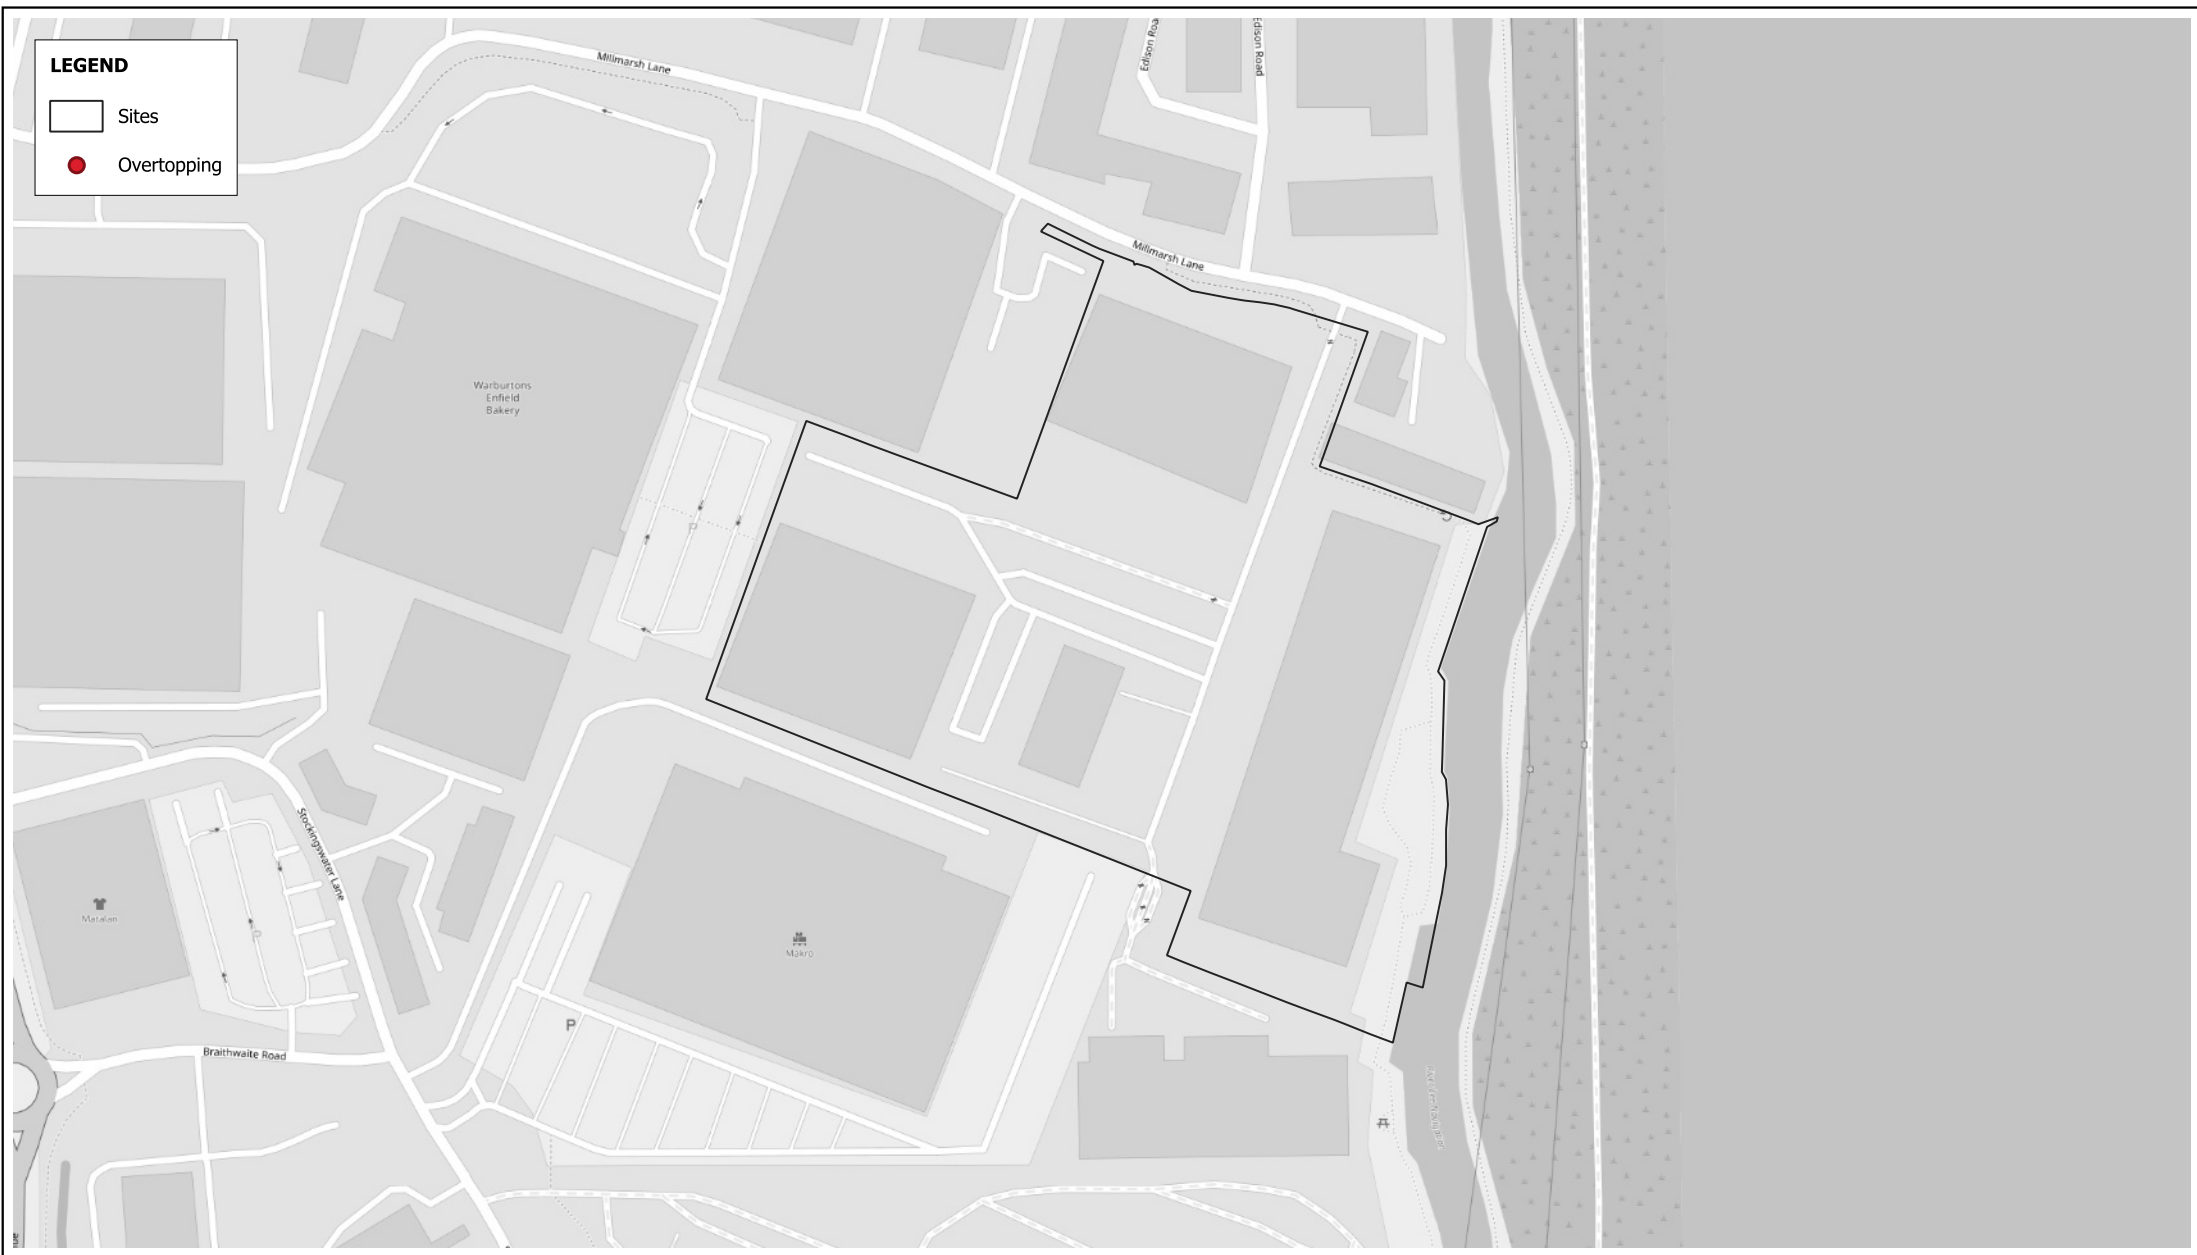 LEGEND
Sites
Overtopping
Millmarsh Lane
Edison Roa
Edison Road
Millmarsh Lane
Warburtons
Enfield
Bakery
P
Stockingswater Lane
Matalan
Makro
P
Braithwaite Road